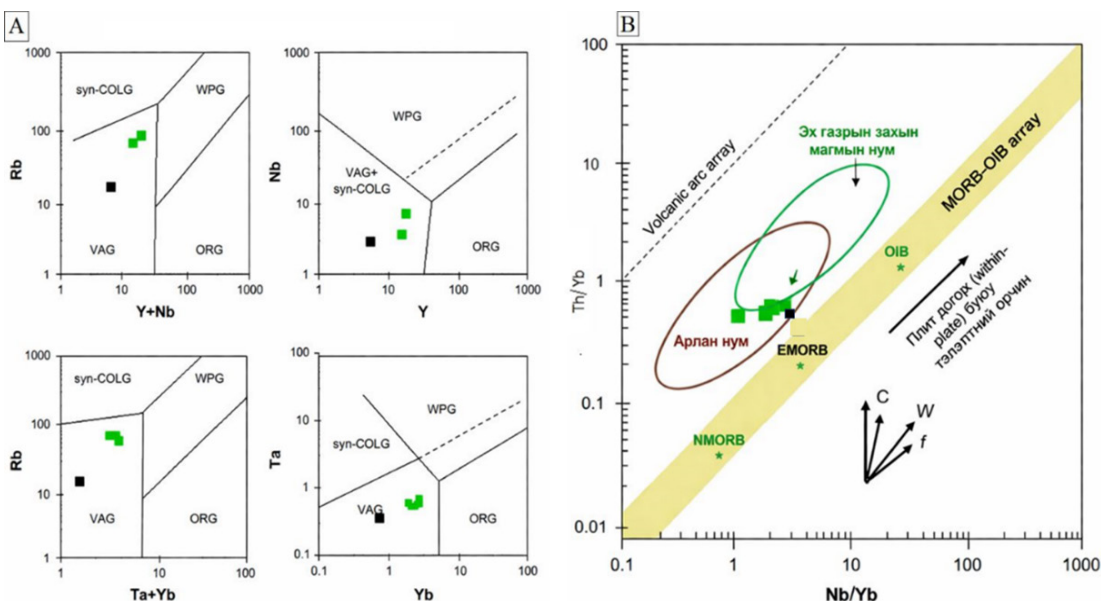 A
1000
100
10
1
Rb
syn-COLG
WPG
VAG
ORG
1
10
100
1000
Y+Nb
1000
100
10
1
Nb
WPG
VAG+
syn-COLG
ORG
1
10
100
1000
Y
1000
100
10
1
Rb
syn-COLG
WPG
VAG
ORG
1
10
100
Ta+Yb
100
10
1
0.1
Ta
WPG
syn-COLG
VAG
ORG
0.1
1
10
100
Yb
B
100
10
1
0.1
0.01
Th/Yb
Volcanic arc array
Эх газрын захын
магмын нум
MORB-OIB array
OIB
Арлан нум
EMORB
NMORB
Плит догојх (within-
plate) буюу
тэлэлтний орчин
C
W
f
0.1
1
10
100
1000
Nb/Yb